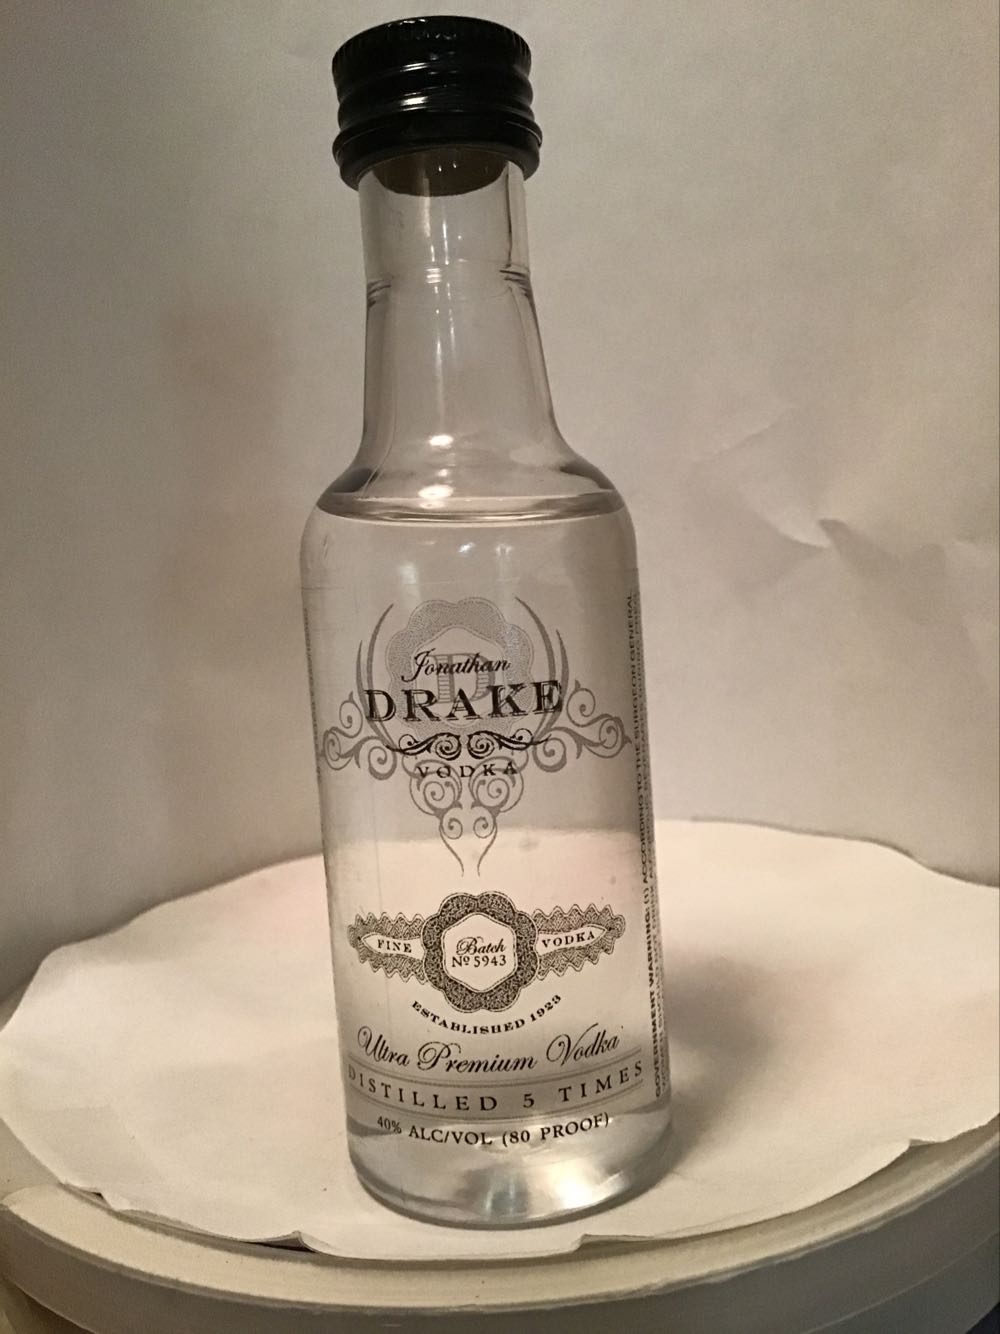 Jonathan
DRAKE
VODKA
FINE
Batch
Nº 5943
VODKA
ESTABLISHED 1923
Ultra Premium Vodka
DISTILLED 5 TIMES
40% ALC/VOL (80 PROOF)
GOVERNMENT WARNING: (1) ACCORDING TO THE SURGEON GENERAL